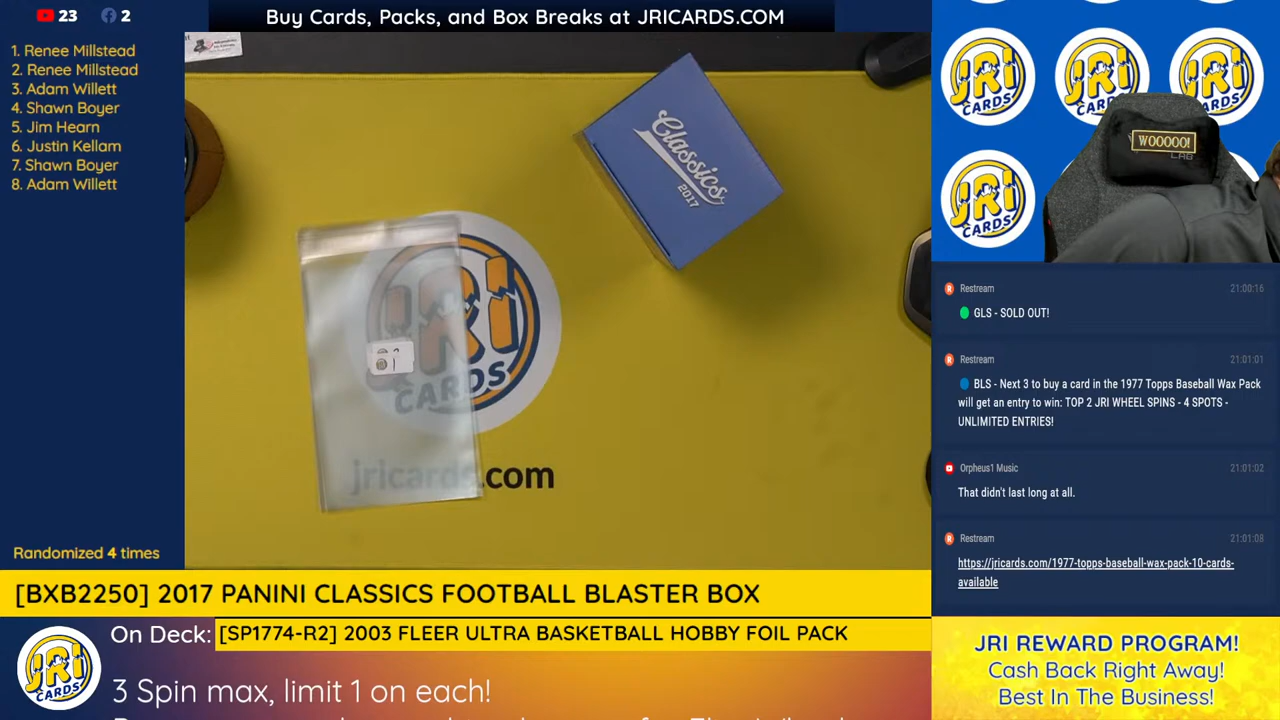 23
2
Buy Cards, Packs, and Box Breaks at JRICARDS.COM
1. Renee Millstead
2. Renee Millstead
3. Adam Willett
4. Shawn Boyer
5. Jim Hearn
6. Justin Kellam
7. Shawn Boyer
8. Adam Willett
Randomized 4 times
Classics
2017
JRI
CARDS
jricards.com
JRI
CARDS
JRI
JRI
CARDS
JRI
CARDS
WOOOOO!
LAB
Restream 21:00:16
GLS - SOLD OUT!
Restream 21:01:01
BLS - Next 3 to buy a card in the 1977 Topps Baseball Wax Pack
will get an entry to win: TOP 2 JRI WHEEL SPINS - 4 SPOTS -
UNLIMITED ENTRIES!
Orpheus1 Music 21:01:02
That didn't last long at all.
Restream 21:01:08
https://jricards.com/1977-topps-baseball-wax-pack-10-cards-
available
[BXB2250] 2017 PANINI CLASSICS FOOTBALL BLASTER BOX
On Deck: [SP1774-R2] 2003 FLEER ULTRA BASKETBALL HOBBY FOIL PACK
JRI
CARDS
3 Spin max, limit 1 on each!
JRI REWARD PROGRAM!
Cash Back Right Away!
Best In The Business!